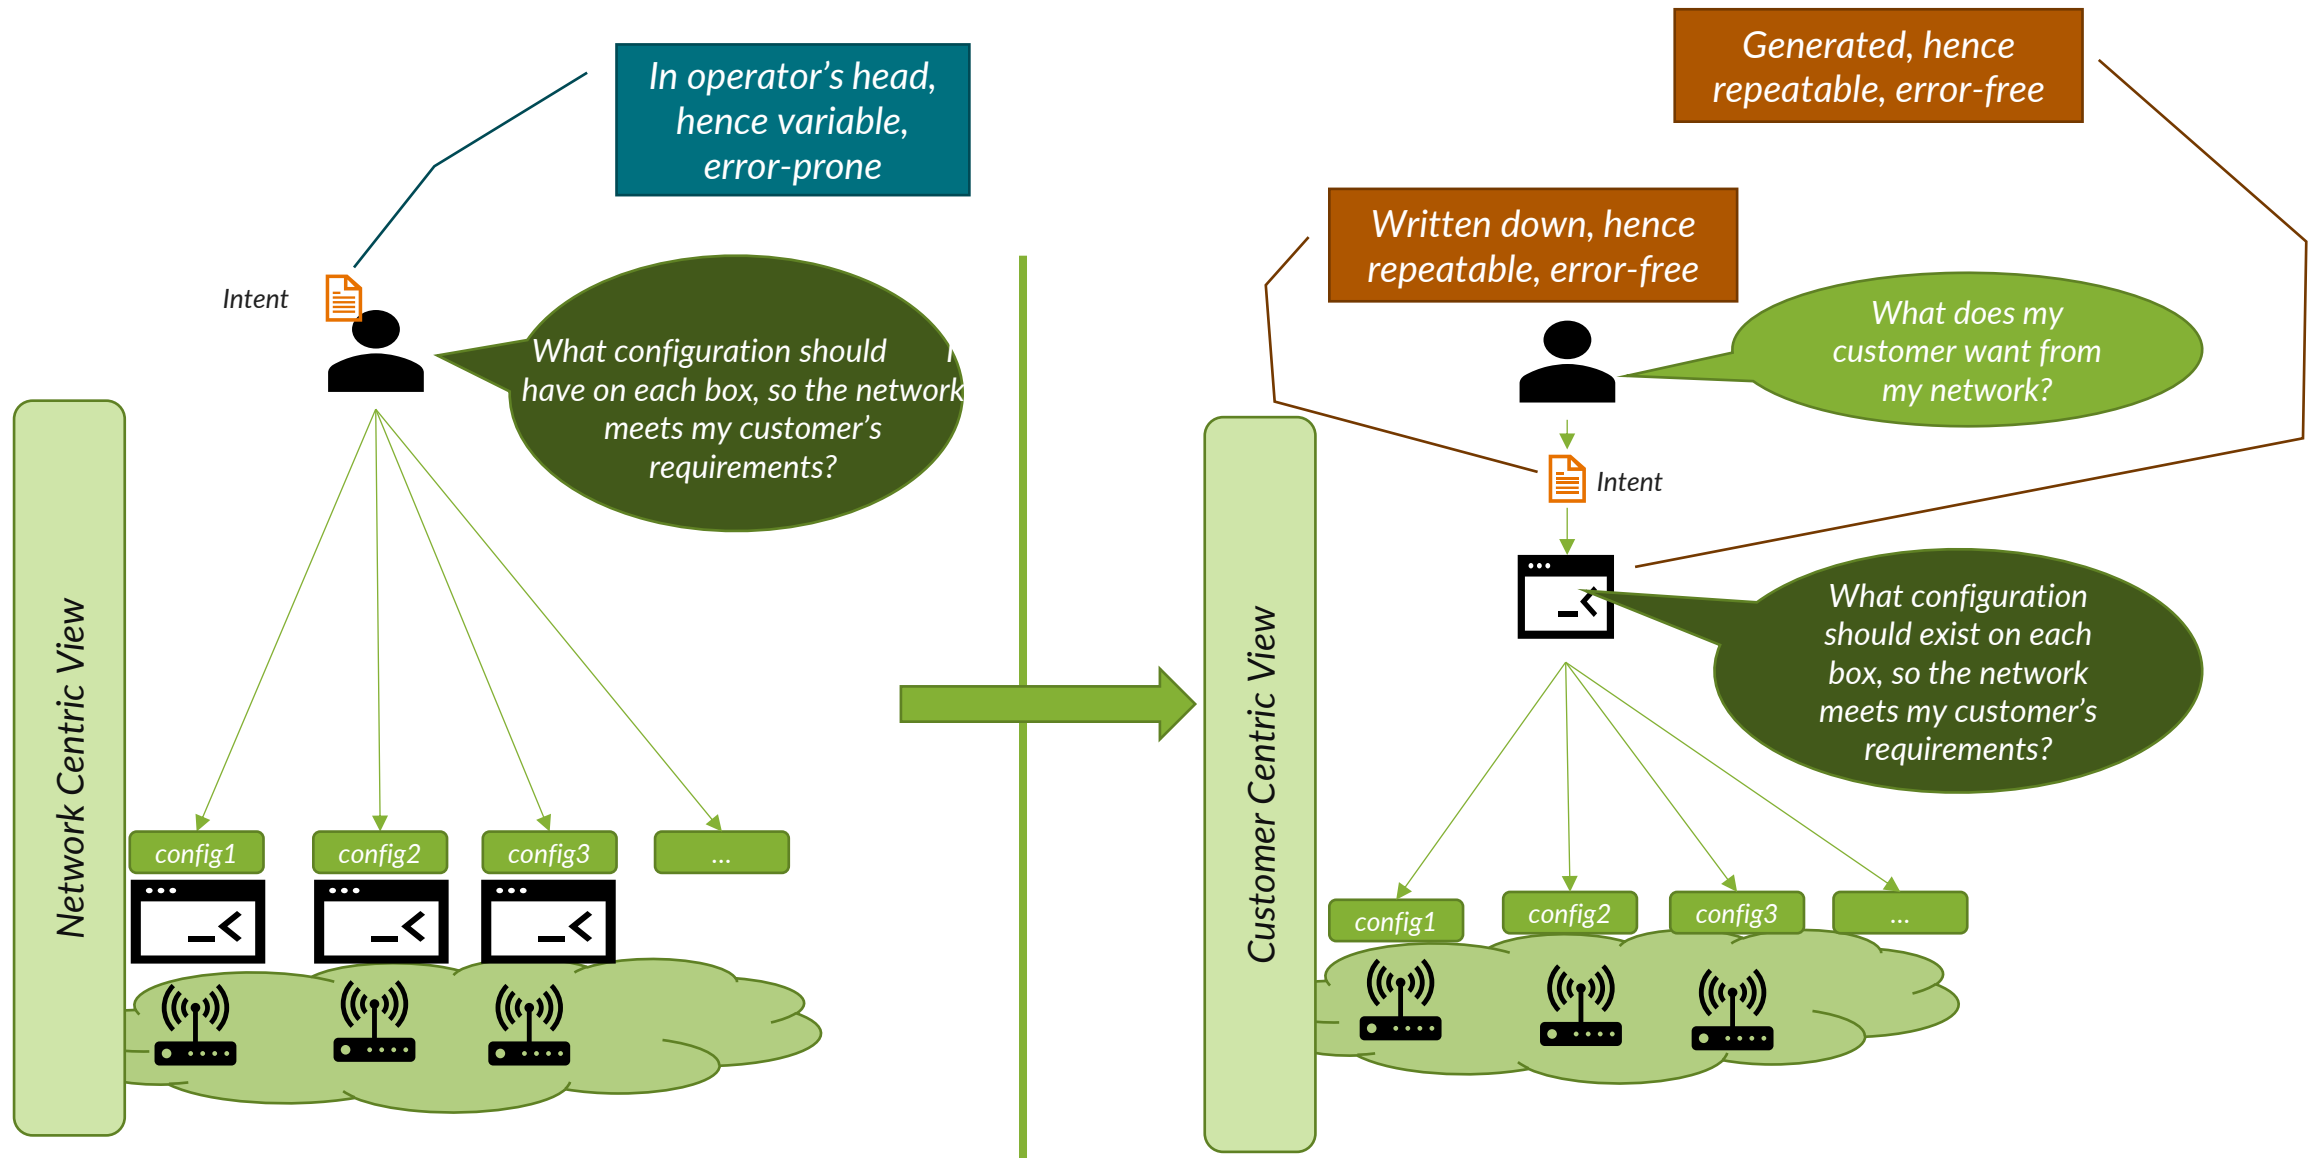 In operator’s head,
hence variable,
error-prone
Intent
What configuration should I
have on each box, so the network
meets my customer’s
requirements?
Network Centric View
config1
config2
config3
...
Generated, hence
repeatable, error-free
Written down, hence
repeatable, error-free
What does my
customer want from
my network?
Intent
What configuration
should exist on each
box, so the network
meets my customer’s
requirements?
Customer Centric View
config1
config2
config3
...